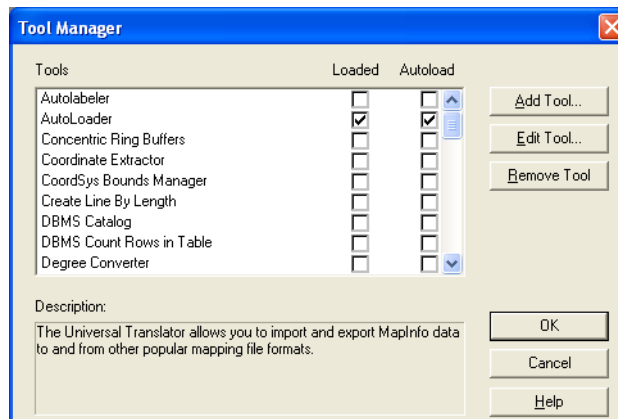 Tool Manager
Tools Loaded Autoload
Autolabeler
AutoLoader
Concentric Ring Buffers
Coordinate Extractor
CoordSys Bounds Manager
Create Line By Length
DBMS Catalog
DBMS Count Rows in Table
Degree Converter
Add Tool...
Edit Tool...
Remove Tool
Description:
The Universal Translator allows you to import and export MapInfo data
to and from other popular mapping file formats.
OK
Cancel
Help